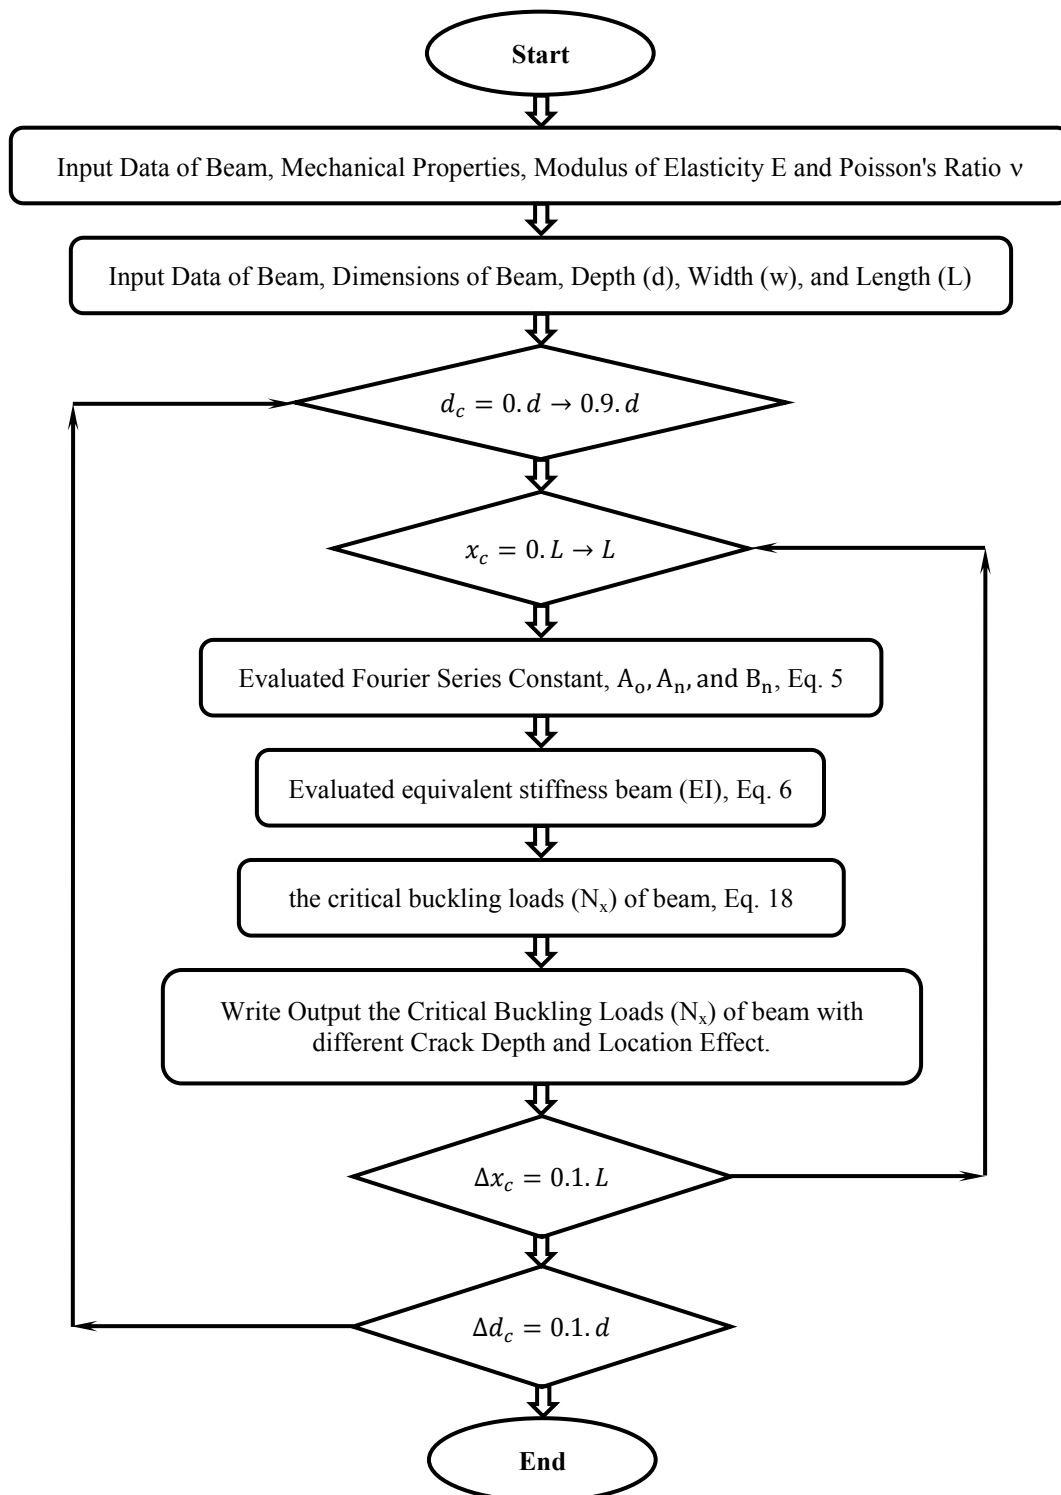 Start
Input Data of Beam, Mechanical Properties, Modulus of Elasticity E and Poisson's Ratio ν
Input Data of Beam, Dimensions of Beam, Depth (d), Width (w), and Length (L)
d_c = 0. d → 0.9. d
x_c = 0. L → L
Evaluated Fourier Series Constant, A_o, A_n, and B_n, Eq. 5
Evaluated equivalent stiffness beam (EI), Eq. 6
the critical buckling loads (N_x) of beam, Eq. 18
Write Output the Critical Buckling Loads (N_x) of beam with
different Crack Depth and Location Effect.
Δx_c = 0.1. L
Δd_c = 0.1. d
End